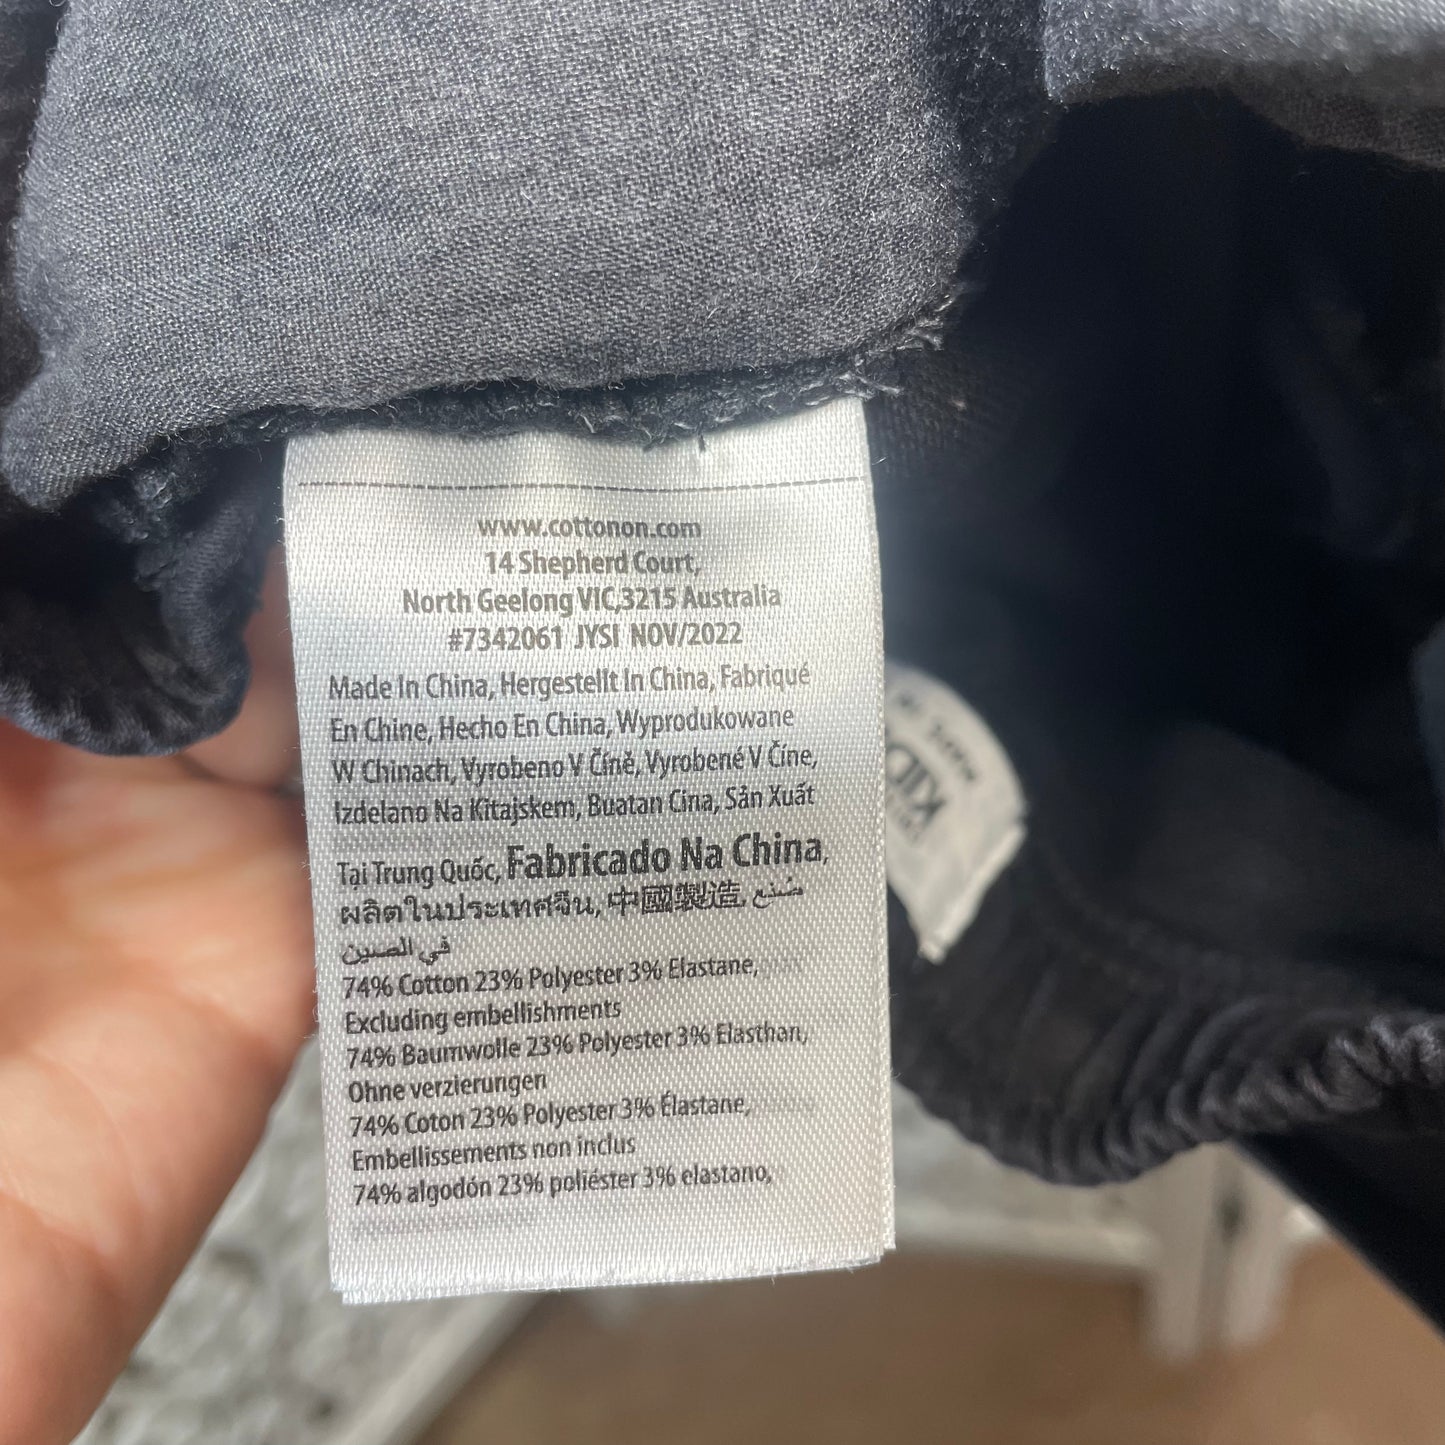 www.cottonon.com
14 Shepherd Court,
North Geelong VIC,3215 Australia
#7342061 JYSI NOV/2022
Made In China, Hergestellt In China, Fabriqué
En Chine, Hecho En China, Wyprodukowane
W Chinach, Vyrobeno V Číně, Vyrobené V Číne,
Izdelano Na Kitajskem, Buatan Cina, Sản Xuất
Tại Trung Quốc, Fabricado Na China,
ผลิตในประเทศจีน, 中國製造, صُنع
في الصين
74% Cotton 23% Polyester 3% Elastane,
Excluding embellishments
74% Baumwolle 23% Polyester 3% Elasthan,
Ohne verzierungen
74% Coton 23% Polyester 3% Élastane,
Embellissements non inclus
74% algodón 23% poliéster 3% elastano,